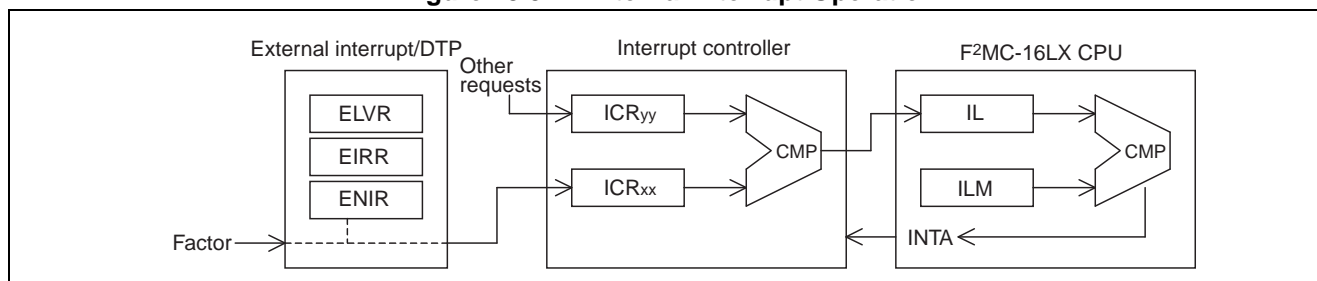 External interrupt/DTP
Interrupt controller
F²MC-16LX CPU
Other
requests
ELVR
EIRR
ENIR
Factor
ICRyy
ICRxx
CMP
IL
ILM
CMP
INTA